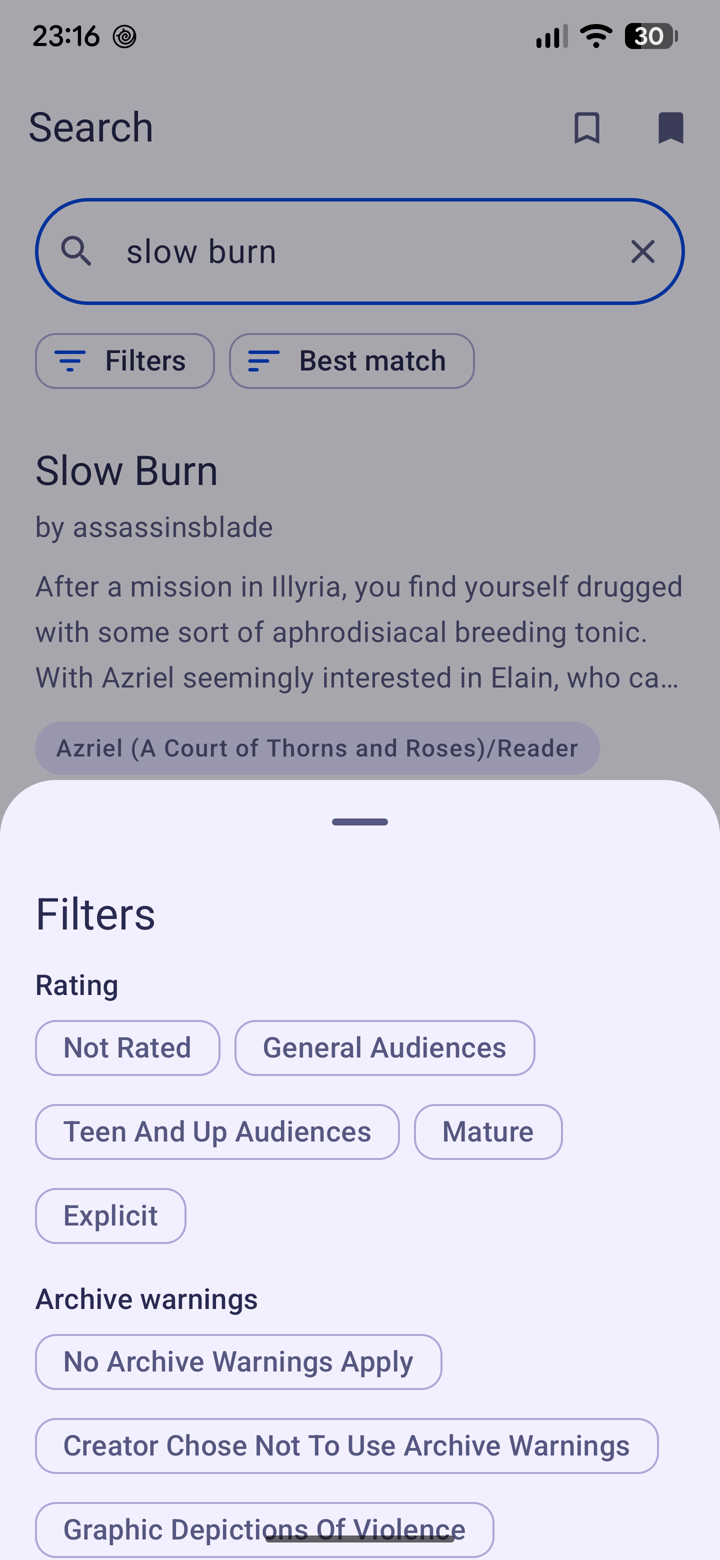 23:16
30
Search
slow burn
Filters
Best match
Slow Burn
by assassinsblade
After a mission in Illyria, you find yourself drugged
with some sort of aphrodisiacal breeding tonic.
With Azriel seemingly interested in Elain, who ca…
Azriel (A Court of Thorns and Roses)/Reader
Filters
Rating
Not Rated
General Audiences
Teen And Up Audiences
Mature
Explicit
Archive warnings
No Archive Warnings Apply
Creator Chose Not To Use Archive Warnings
Graphic Depictions Of Violence